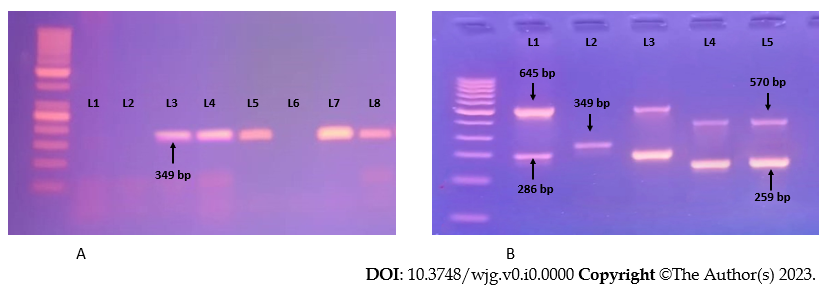 L1 L2 L3 L4 L5 L6 L7 L8
349 bp
A
L1 L2 L3 L4 L5
645 bp
349 bp
570 bp
286 bp
259 bp
B
DOI: 10.3748/wjg.v0.i0.0000 Copyright ©The Author(s) 2023.